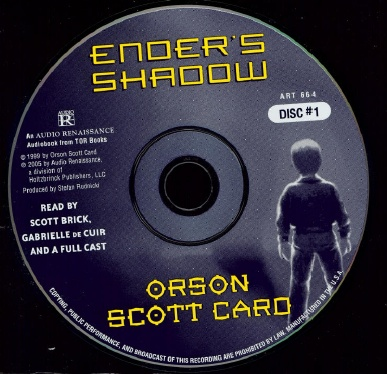 ENDER'S
SHADOW
ART 66-4
DISC #1
AUDIO
R
An AUDIO RENAISSANCE
Audiobook from TOR Books
© 1999 by Orson Scott Card
℗ 2005 by Audio Renaissance,
a division of
Holtzbrinck Publishers, LLC
Produced by Stefan Rudnicki
READ BY
SCOTT BRICK,
GABRIELLE DE CUIR
AND A FULL CAST
ORSON
SCOTT CARD
COPYING, PUBLIC PERFORMANCE, AND BROADCAST OF THIS RECORDING ARE PROHIBITED BY LAW. MANUFACTURED IN THE U.S.A.